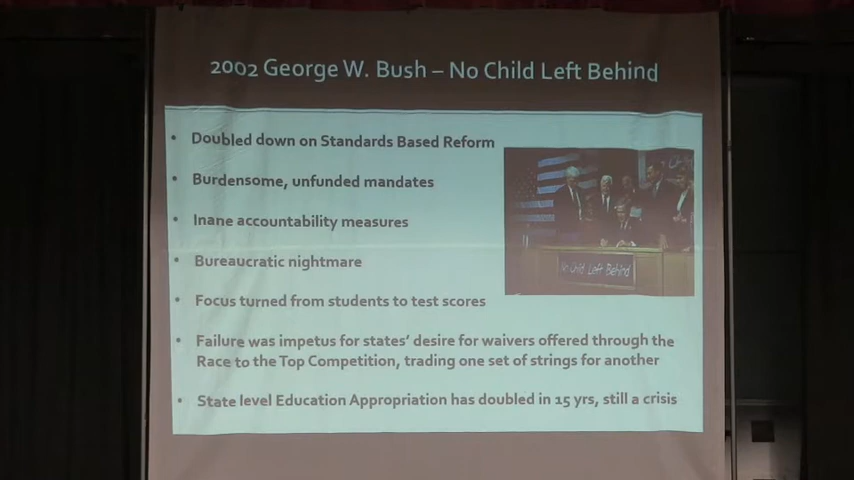 2002 George W. Bush – No Child Left Behind
• Doubled down on Standards Based Reform
• Burdensome, unfunded mandates
• Inane accountability measures
• Bureaucratic nightmare
No Child Left Behind
• Focus turned from students to test scores
• Failure was impetus for states' desire for waivers offered through the
Race to the Top Competition, trading one set of strings for another
• State level Education Appropriation has doubled in 15 yrs, still a crisis